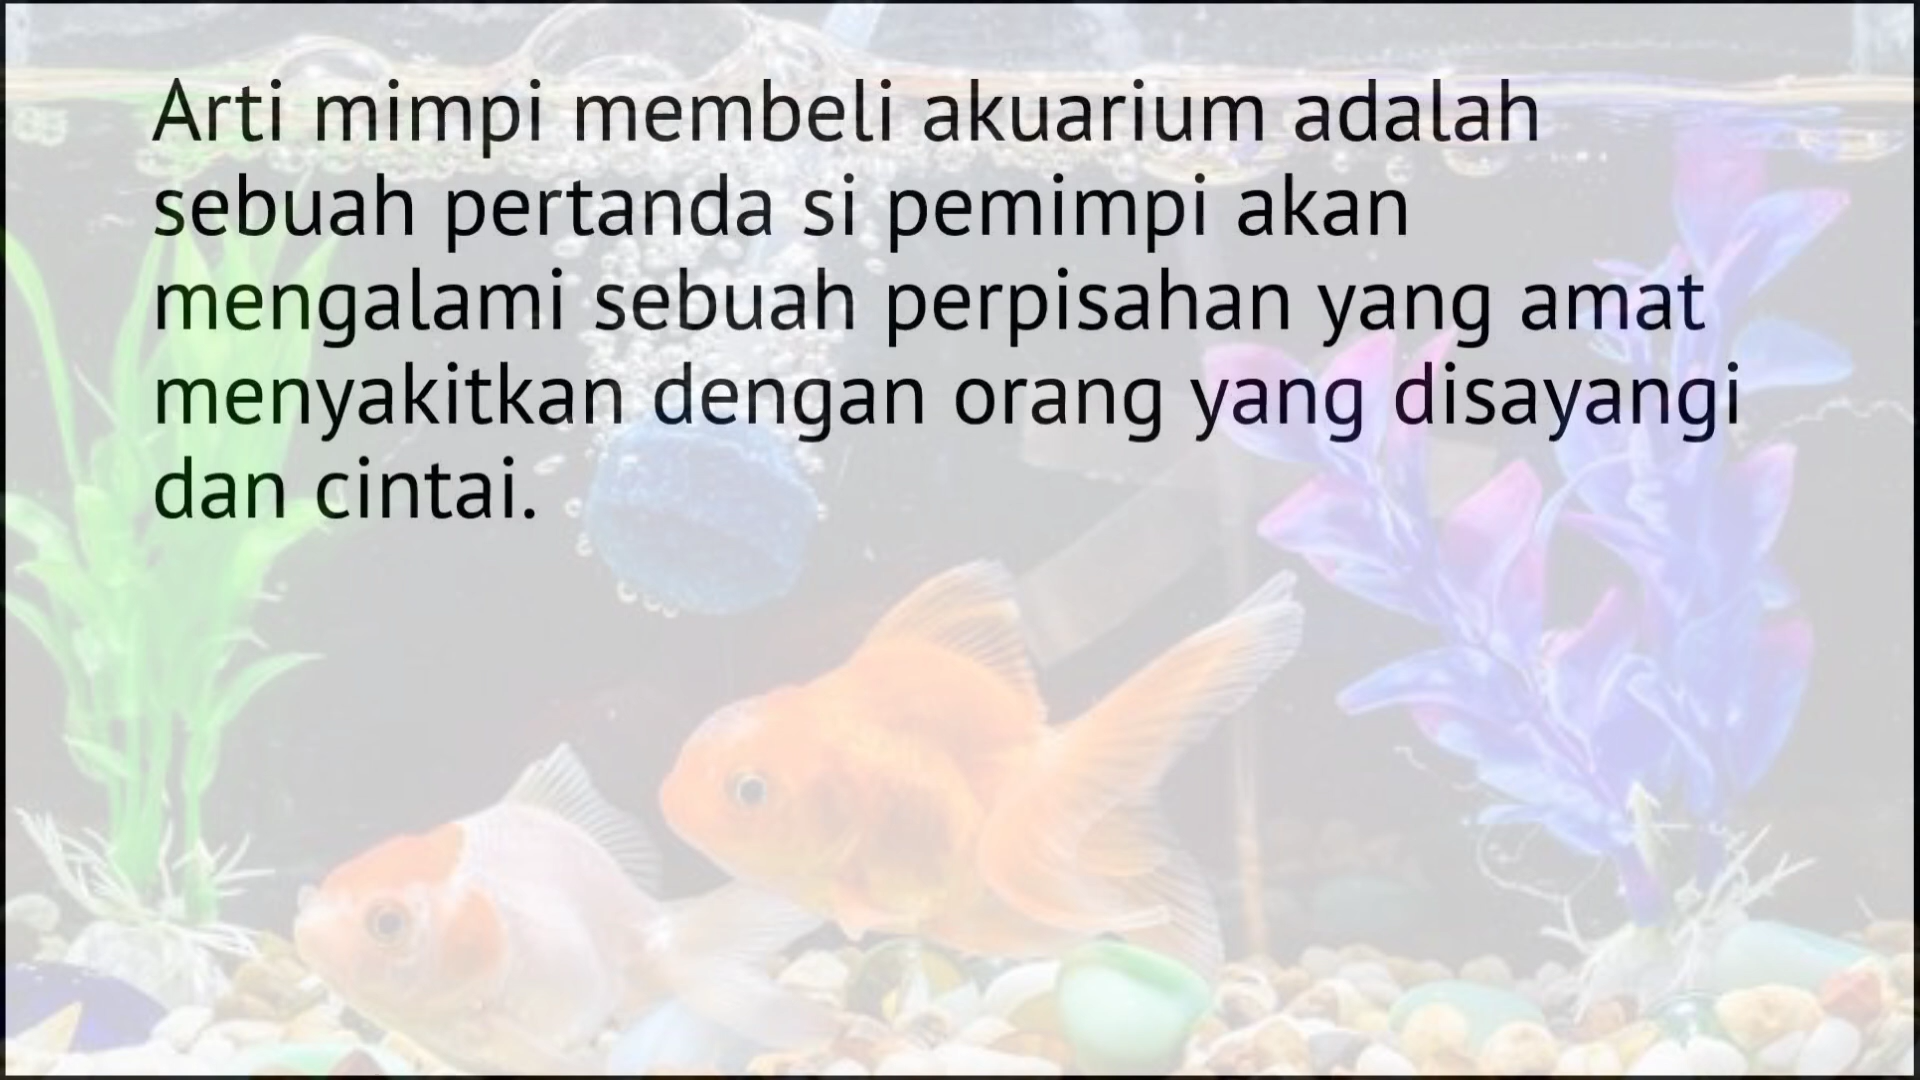 Arti mimpi membeli akuarium adalah
sebuah pertanda si pemimpi akan
mengalami sebuah perpisahan yang amat
menyakitkan dengan orang yang disayangi
dan cintai.